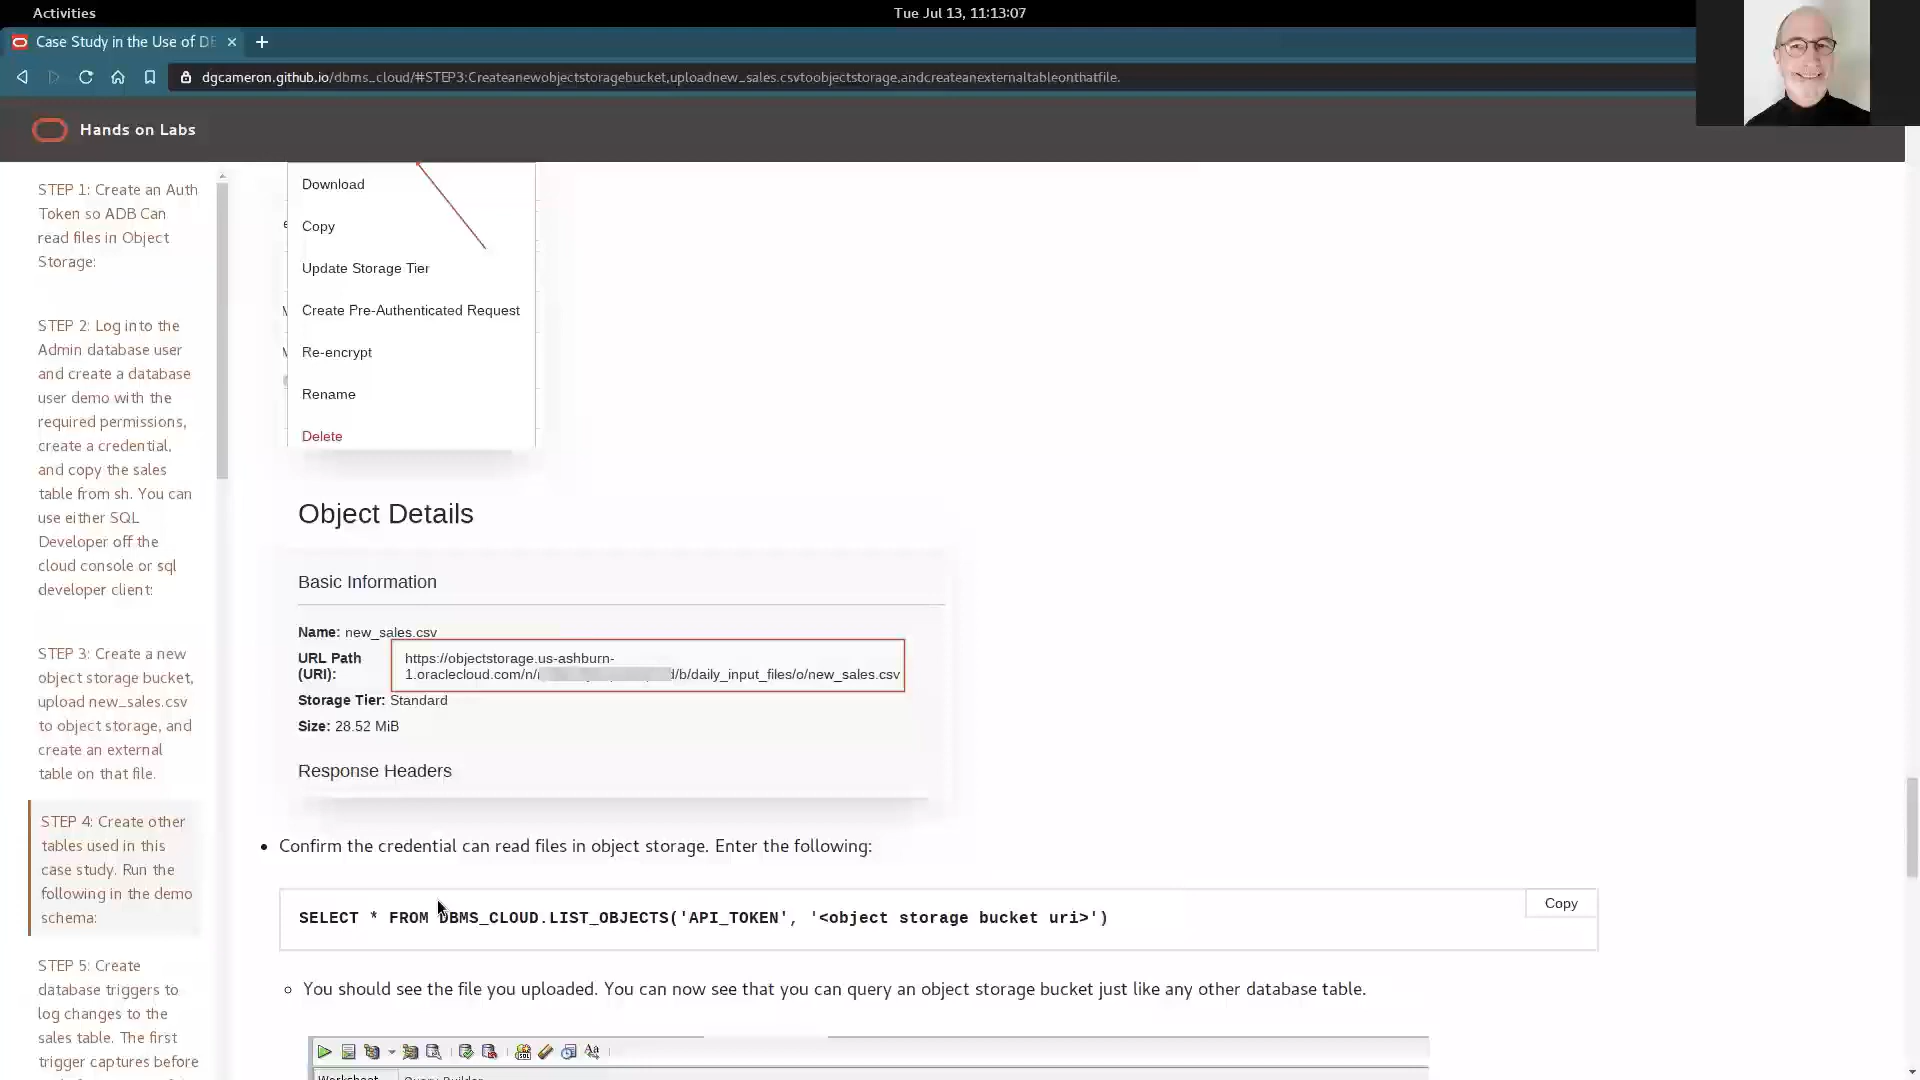 Activities
Tue Jul 13, 11:13:07
Case Study in the Use of DB
dgcameron.github.io/dbms_cloud/#STEP3:Createanewobjectstoragebucket,uploadnew_sales.csvtoobjectstorage,andcreateanexternaltableonthatfile.
Hands on Labs
STEP 1: Create an Auth
Token so ADB Can
read files in Object
Storage:
STEP 2: Log into the
Admin database user
and create a database
user demo with the
required permissions,
create a credential,
and copy the sales
table from sh. You can
use either SQL
Developer off the
cloud console or sql
developer client:
STEP 3: Create a new
object storage bucket,
upload new_sales.csv
to object storage, and
create an external
table on that file.
STEP 4: Create other
tables used in this
case study. Run the
following in the demo
schema:
STEP 5: Create
database triggers to
log changes to the
sales table. The first
trigger captures before
Download
Copy
Update Storage Tier
Create Pre-Authenticated Request
Re-encrypt
Rename
Delete
Object Details
Basic Information
Name: new_sales.csv
URL Path
(URI):
https://objectstorage.us-ashburn-
1.oraclecloud.com/n/ /b/daily_input_files/o/new_sales.csv
Storage Tier: Standard
Size: 28.52 MiB
Response Headers
• Confirm the credential can read files in object storage. Enter the following:
Copy
SELECT * FROM DBMS_CLOUD.LIST_OBJECTS('API_TOKEN', '<object storage bucket uri>')
◦ You should see the file you uploaded. You can now see that you can query an object storage bucket just like any other database table.
Worksheet Query Builder